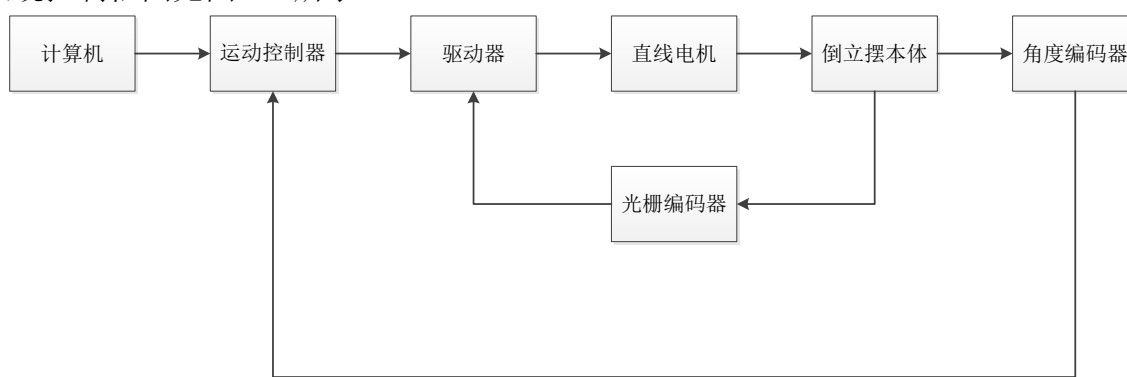 计算机
运动控制器
驱动器
直线电机
倒立摆本体
角度编码器
光栅编码器